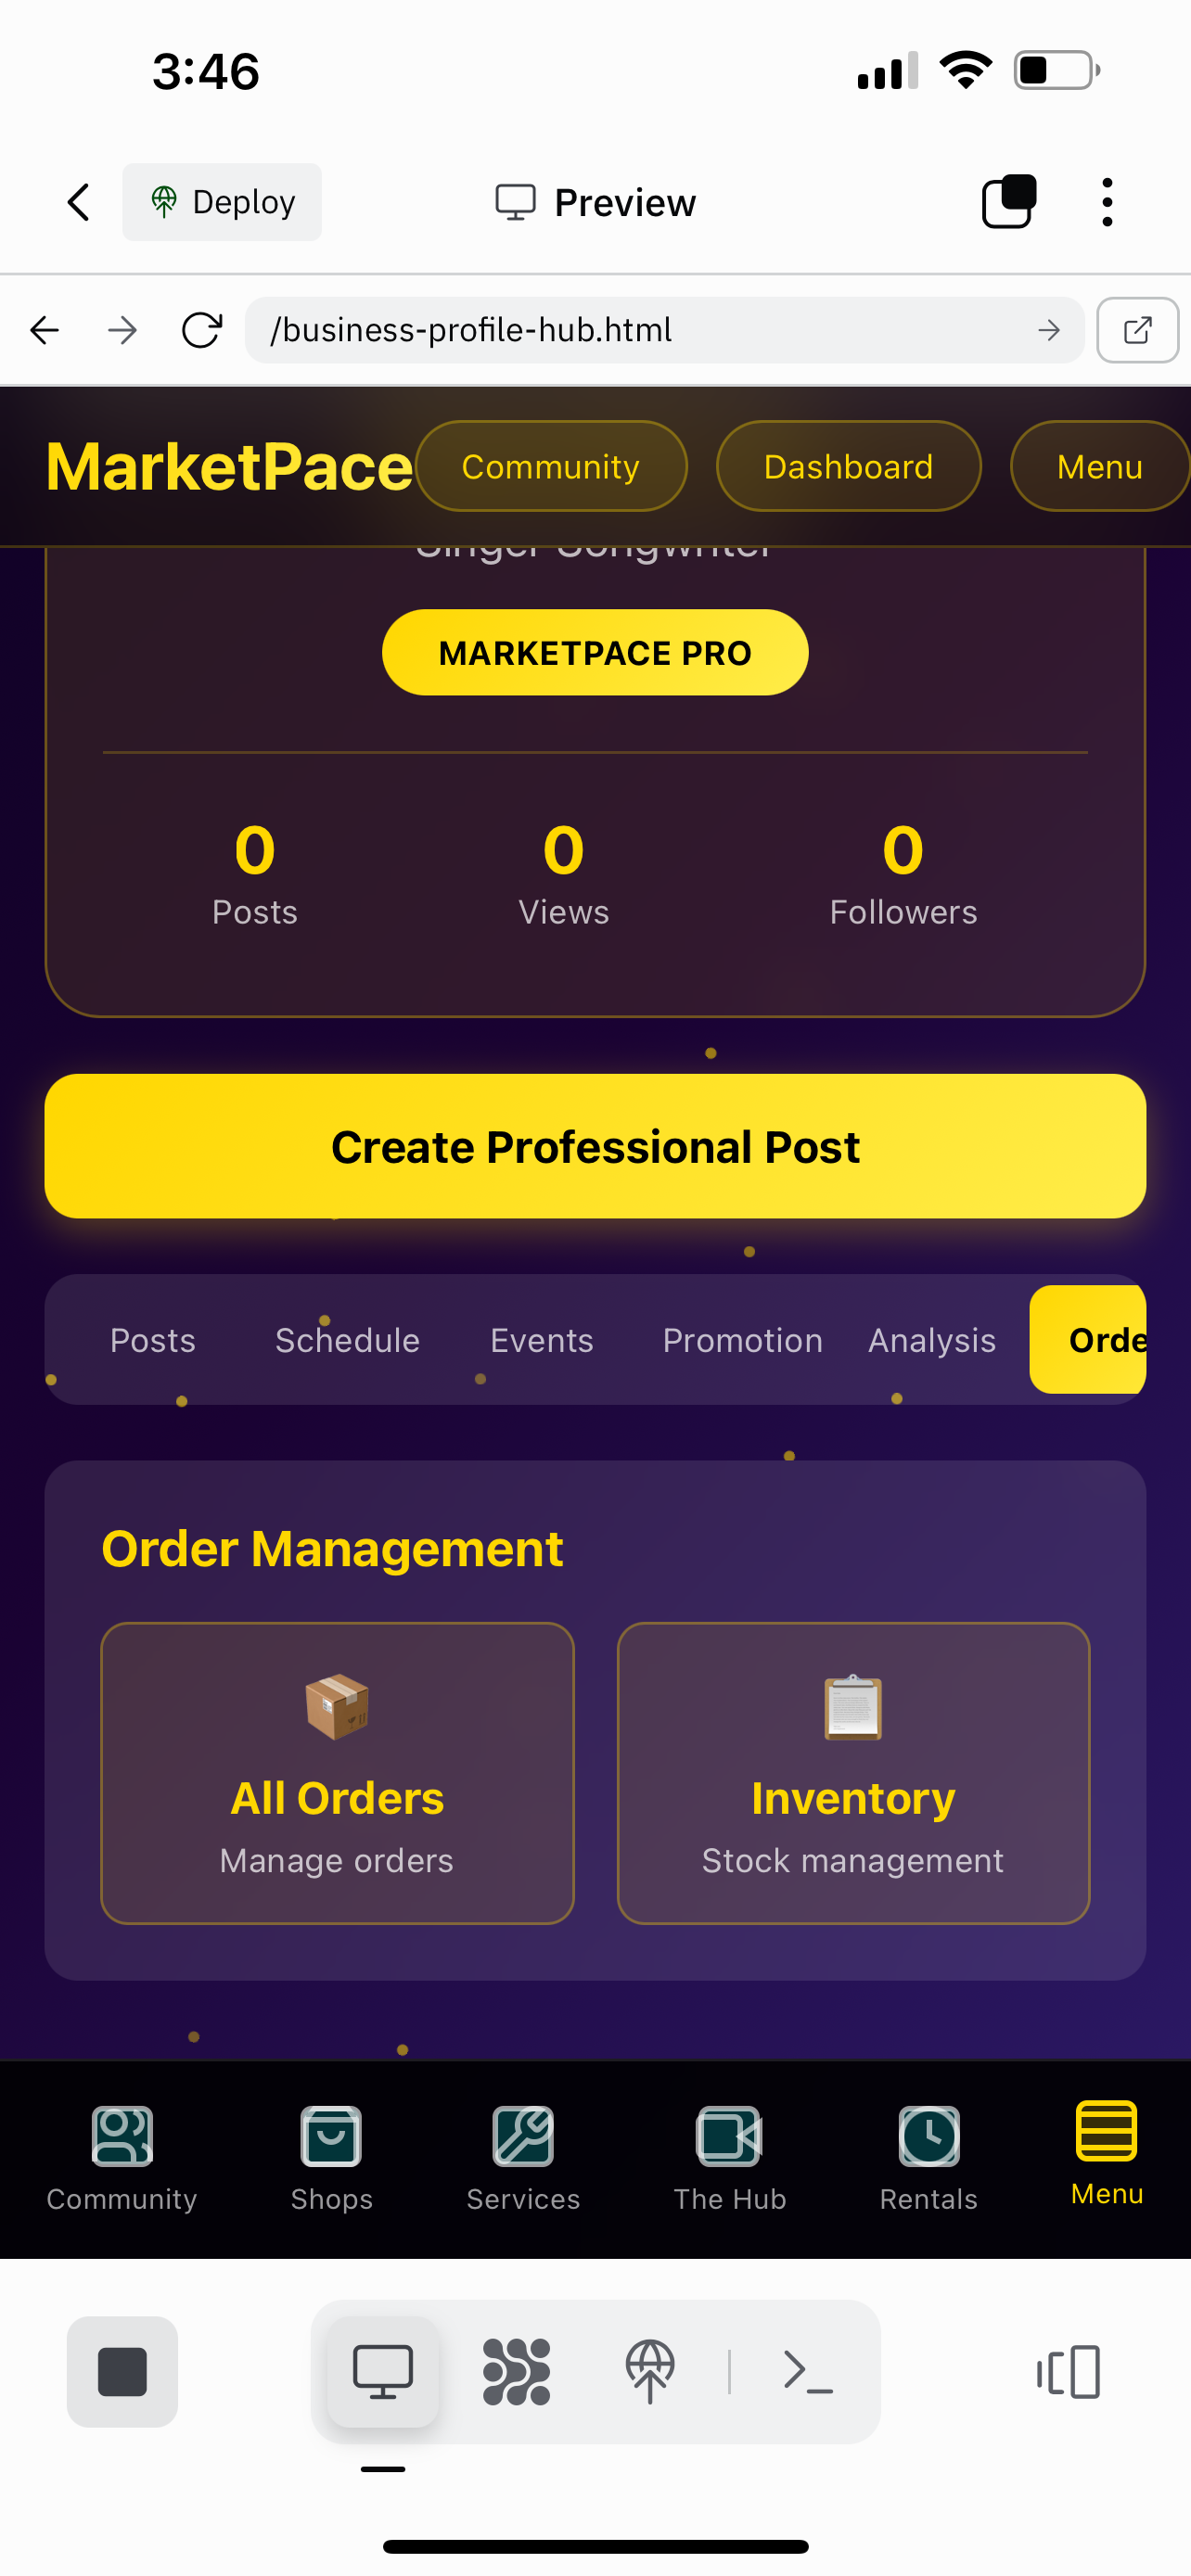 3:46
Deploy
Preview
/business-profile-hub.html
MarketPace
Community
Dashboard
Menu
Singer Songwriter
MARKETPACE PRO
0 0 0
Posts Views Followers
Create Professional Post
Posts Schedule Events Promotion Analysis Orde
Order Management
All Orders
Manage orders
Inventory
Stock management
Community Shops Services The Hub Rentals Menu